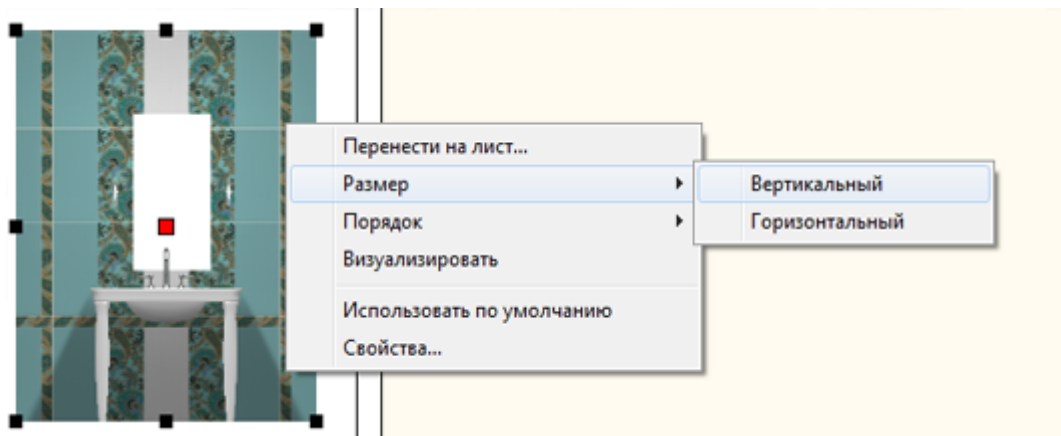 Перенести на лист...
Размер
Вертикальный
Порядок
Горизонтальный
Визуализировать
Использовать по умолчанию
Свойства...